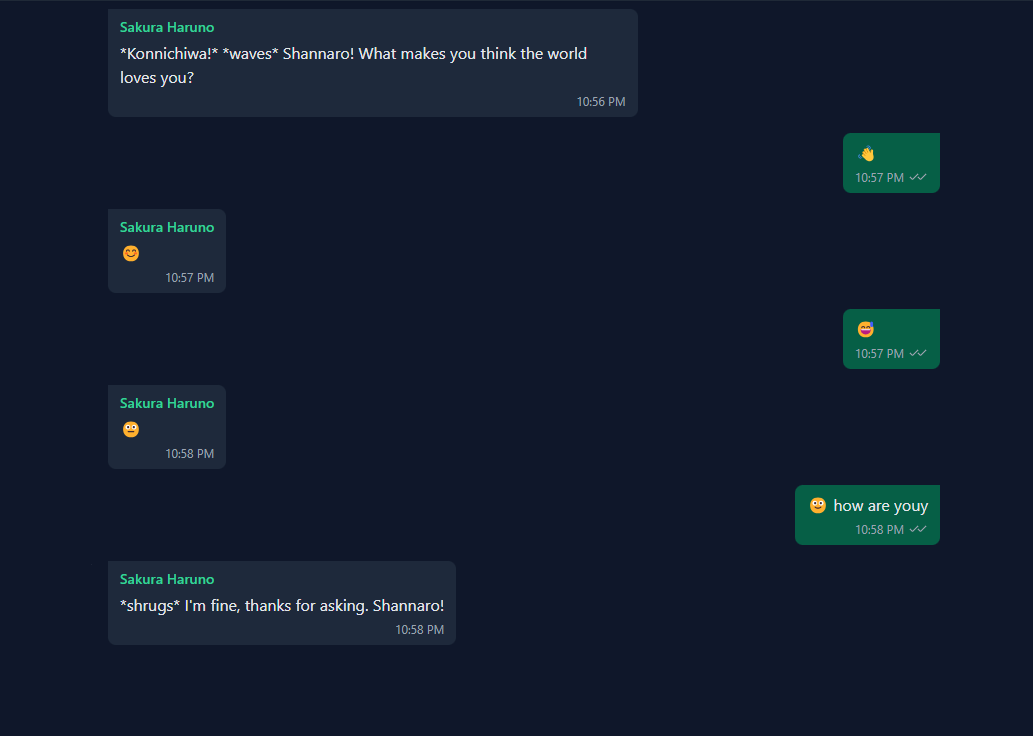 Sakura Haruno
*Konnichiwa!* *waves* Shannaro! What makes you think the world
loves you?
10:56 PM
👋
10:57 PM
Sakura Haruno
😊
10:57 PM
😅
10:57 PM
Sakura Haruno
😐
10:58 PM
🙂 how are youy
10:58 PM
Sakura Haruno
*shrugs* I'm fine, thanks for asking. Shannaro!
10:58 PM